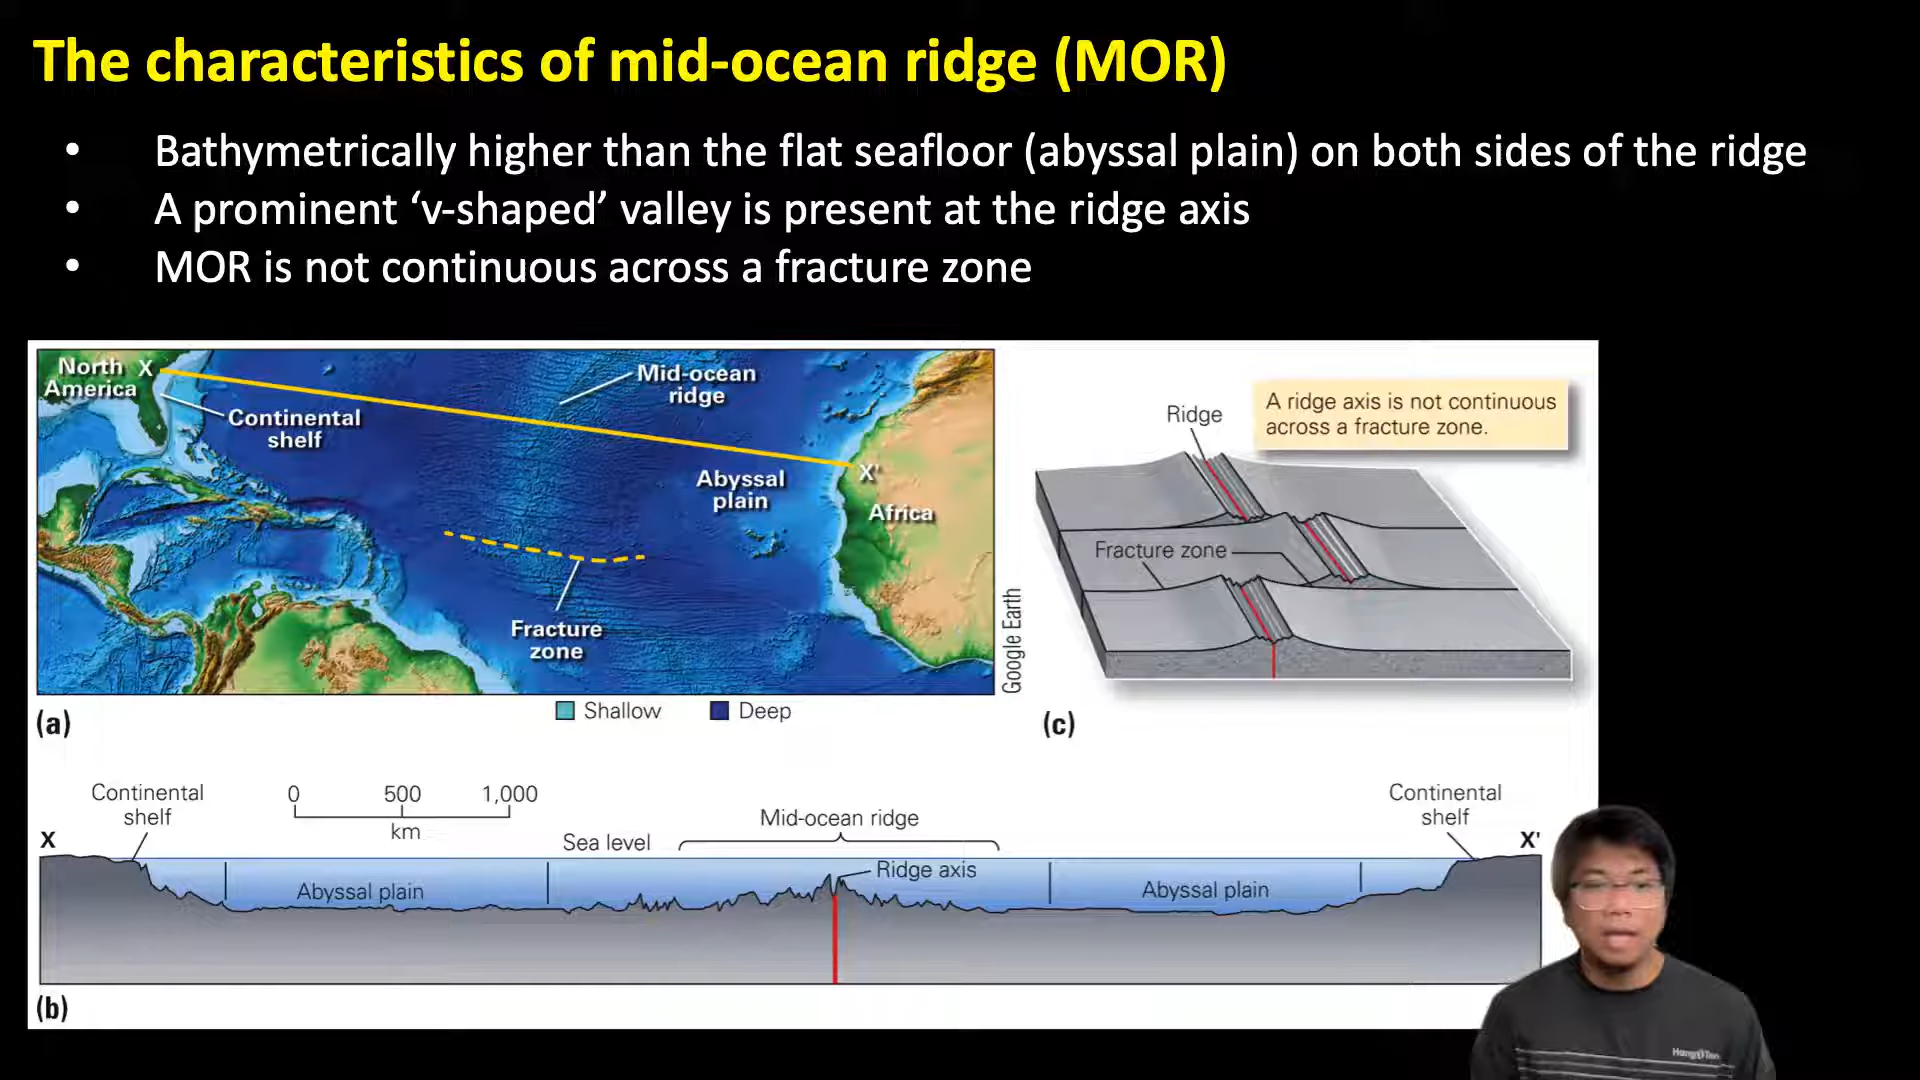 The characteristics of mid-ocean ridge (MOR)
• Bathymetrically higher than the flat seafloor (abyssal plain) on both sides of the ridge
• A prominent ‘v-shaped’ valley is present at the ridge axis
• MOR is not continuous across a fracture zone
North X
America
Continental
shelf
Mid-ocean
ridge
Abyssal
plain
X'
Africa
Fracture
zone
Google Earth
Shallow
Deep
(a)
Ridge
A ridge axis is not continuous
across a fracture zone.
Fracture zone
(c)
Continental
shelf
0 500 1,000
km
Sea level
Mid-ocean ridge
Continental
shelf
X
X'
Ridge axis
Abyssal plain
Abyssal plain
(b)
Hang Ten